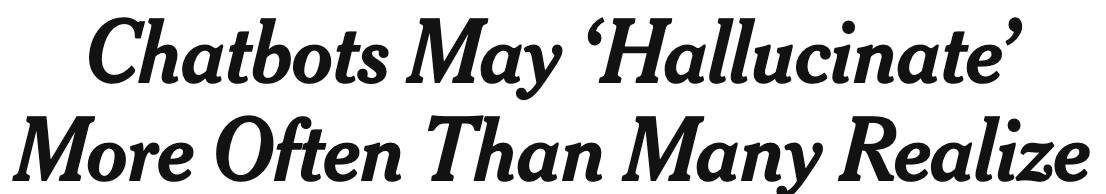 Chatbots May ‘Hallucinate’
More Often Than Many Realize